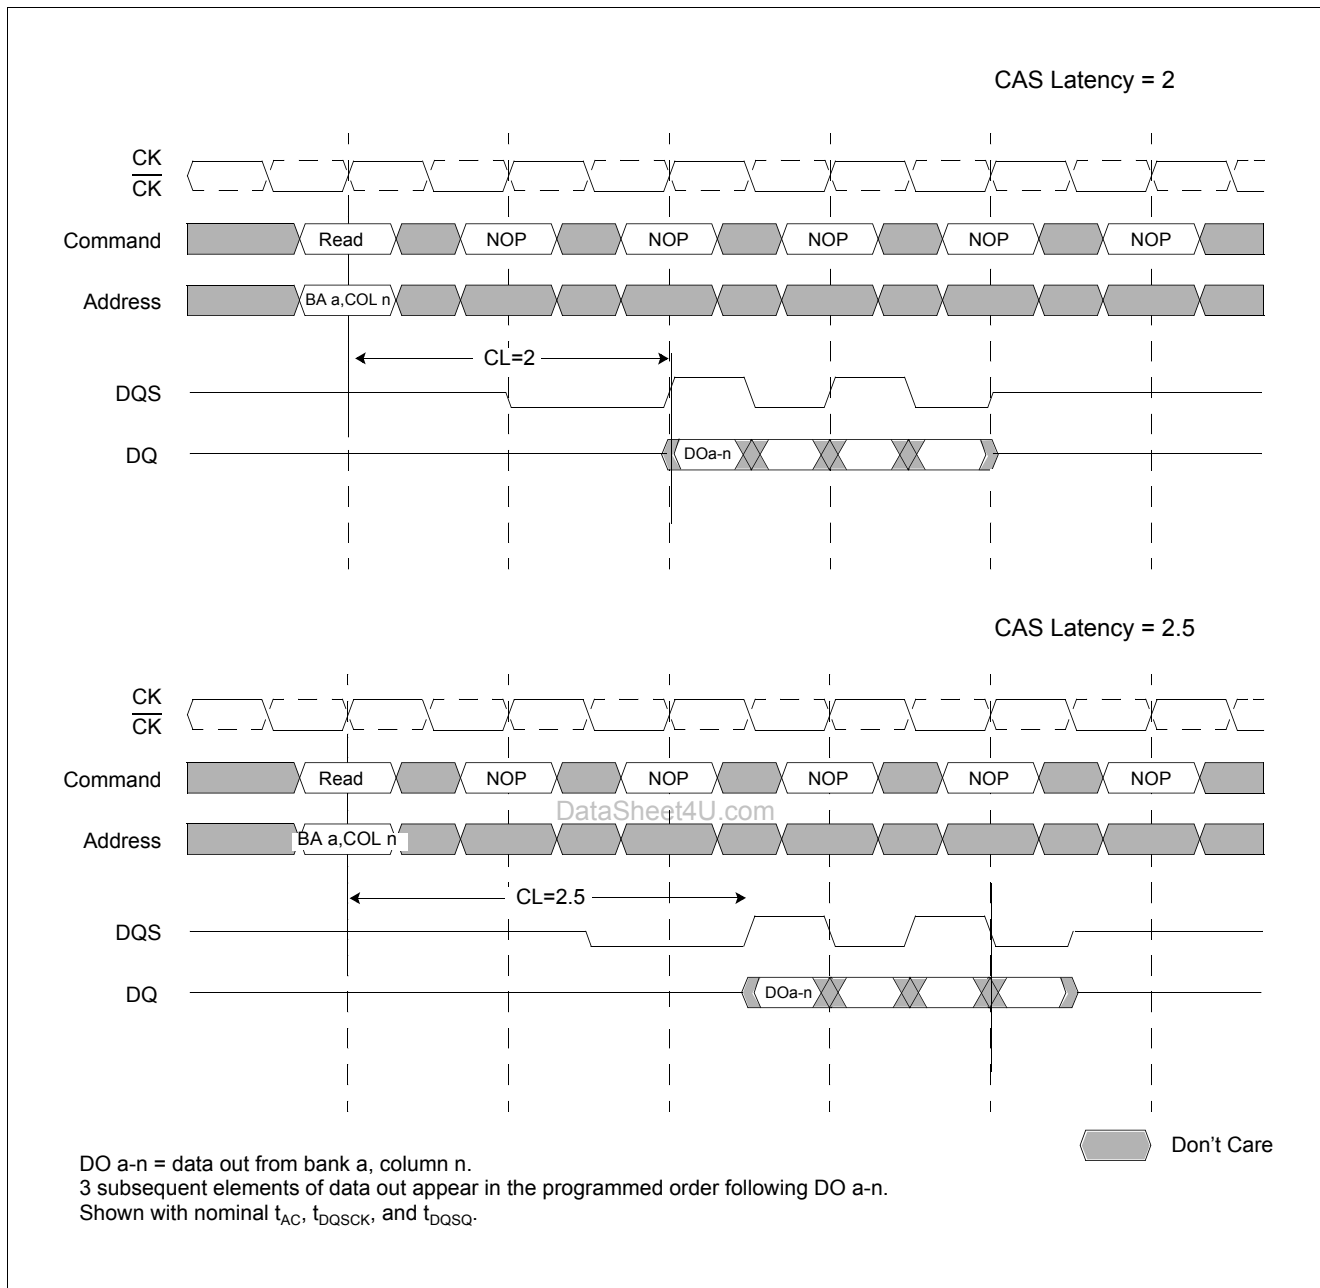 CAS Latency = 2
CK
CK
Command Read NOP NOP NOP NOP NOP
Address BA a,COL n
CL=2
DQS
DQ DOa-n
CAS Latency = 2.5
CK
CK
Command Read NOP NOP NOP NOP NOP
DataSheet4U.com
Address BA a,COL n
CL=2.5
DQS
DQ DOa-n
Don't Care
DO a-n = data out from bank a, column n.
3 subsequent elements of data out appear in the programmed order following DO a-n.
Shown with nominal tAC, tDQSCK, and tDQSQ.